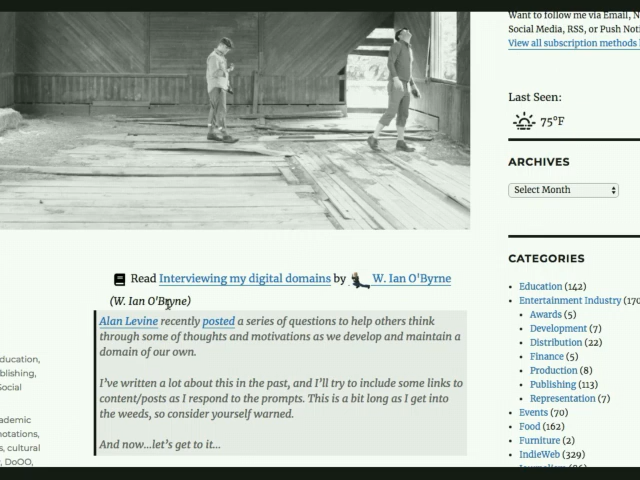 Want to follow me via Email, N
Social Media, RSS, or Push Noti
View all subscription methods
Last Seen:
75°F
ARCHIVES
Select Month
CATEGORIES
Education (142)
Entertainment Industry (170
Awards (5)
Development (7)
Distribution (22)
Finance (5)
Production (8)
Publishing (113)
Representation (7)
Events (70)
Food (162)
Furniture (2)
IndieWeb (329)
Read Interviewing my digital domains by W. Ian O'Byrne
(W. Ian O'Byrne)
Alan Levine recently posted a series of questions to help others think
through some of thoughts and motivations as we develop and maintain a
domain of our own.
I've written a lot about this in the past, and I'll try to include some links to
content/posts as I respond to the prompts. This is a bit long as I get into
the weeds, so consider yourself warned.
And now...let's get to it...
ducation,
blishing,
Social
ademic
notations,
s, cultural
, DoOO,